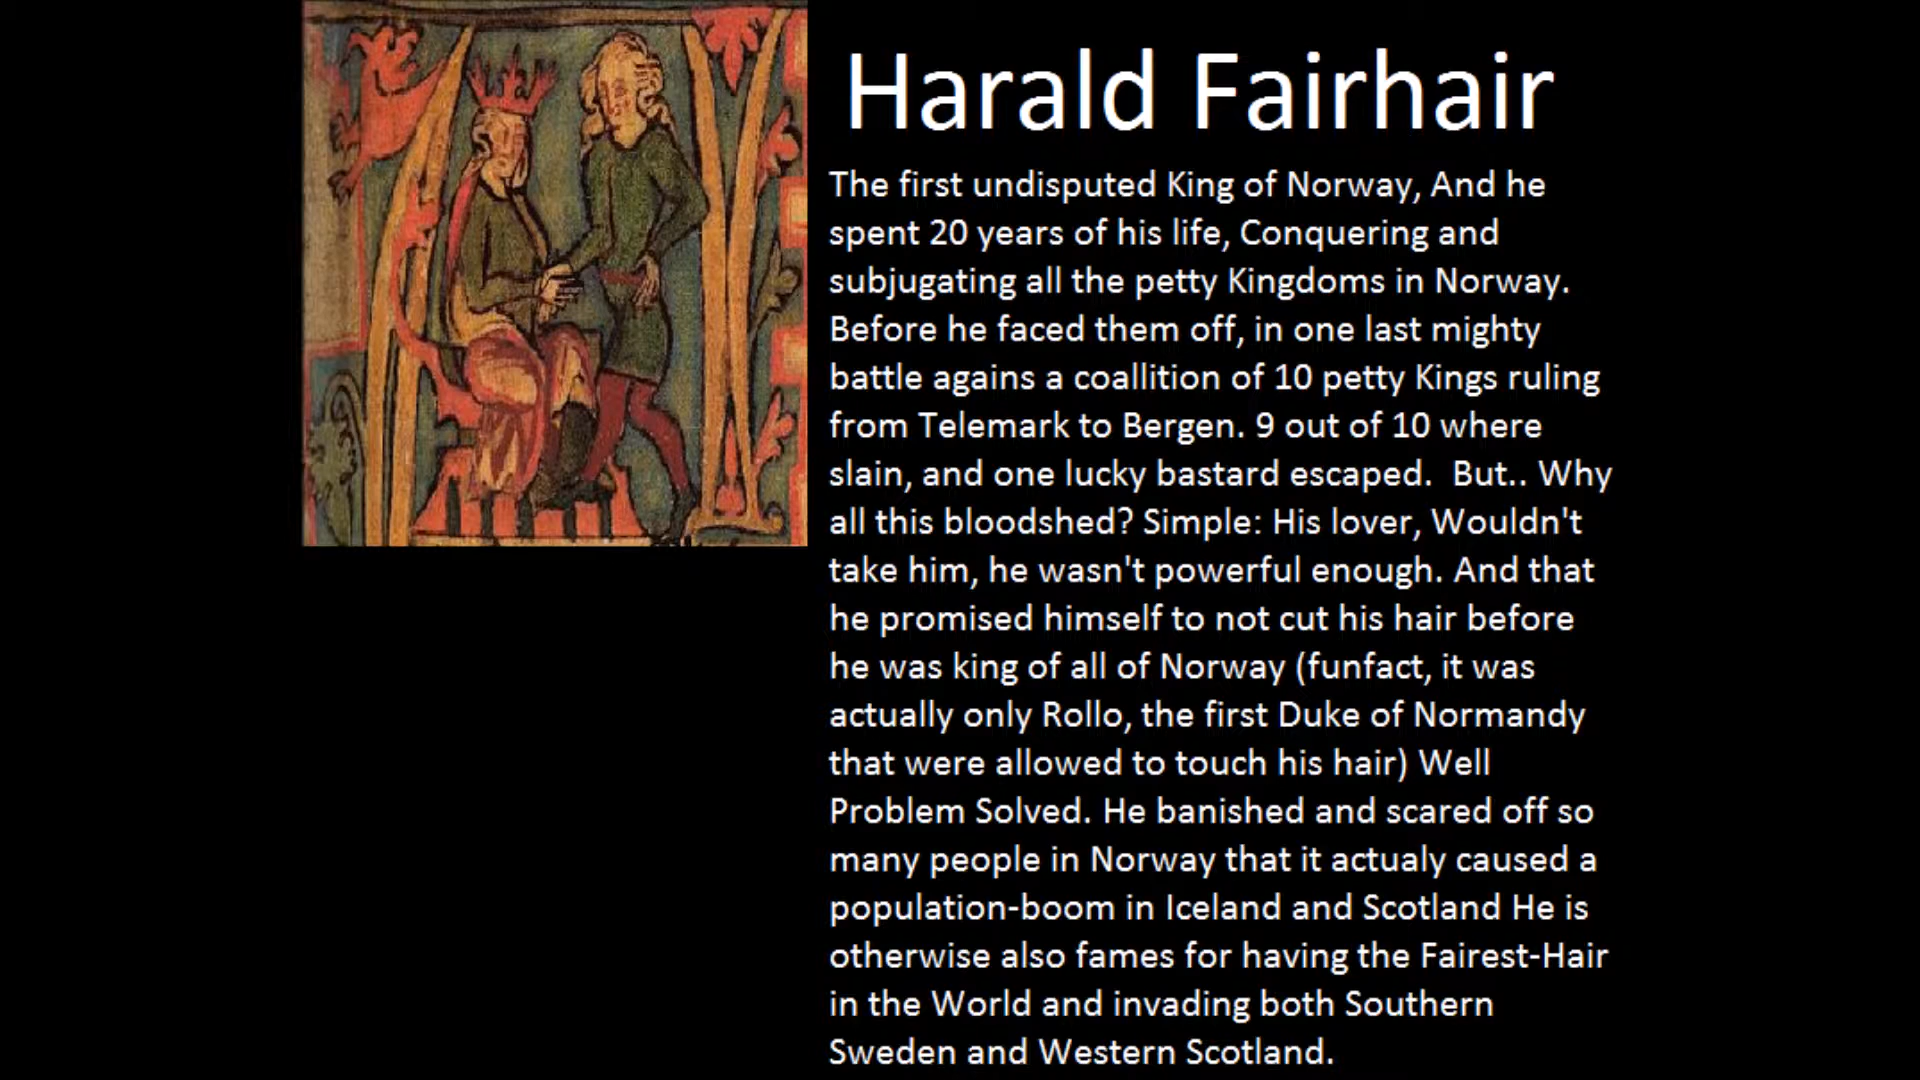 Harald Fairhair
The first undisputed King of Norway, And he
spent 20 years of his life, Conquering and
subjugating all the petty Kingdoms in Norway.
Before he faced them off, in one last mighty
battle agains a coallition of 10 petty Kings ruling
from Telemark to Bergen. 9 out of 10 where
slain, and one lucky bastard escaped.  But.. Why
all this bloodshed? Simple: His lover, Wouldn't
take him, he wasn't powerful enough. And that
he promised himself to not cut his hair before
he was king of all of Norway (funfact, it was
actually only Rollo, the first Duke of Normandy
that were allowed to touch his hair) Well
Problem Solved. He banished and scared off so
many people in Norway that it actualy caused a
population-boom in Iceland and Scotland He is
otherwise also fames for having the Fairest-Hair
in the World and invading both Southern
Sweden and Western Scotland.